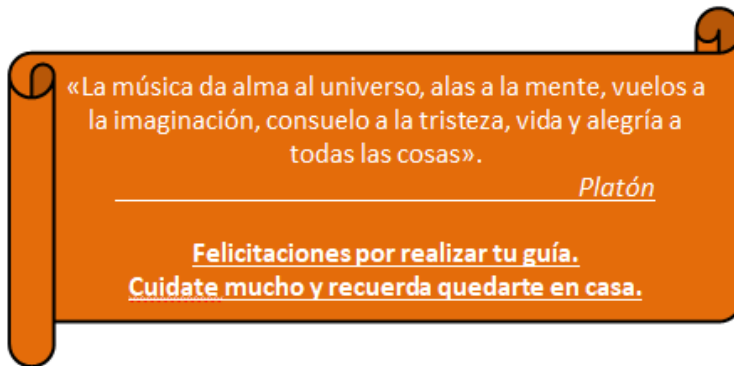 «La música da alma al universo, alas a la mente, vuelos a
la imaginación, consuelo a la tristeza, vida y alegría a
todas las cosas».
Platón
Felicitaciones por realizar tu guía.
Cuidate mucho y recuerda quedarte en casa.